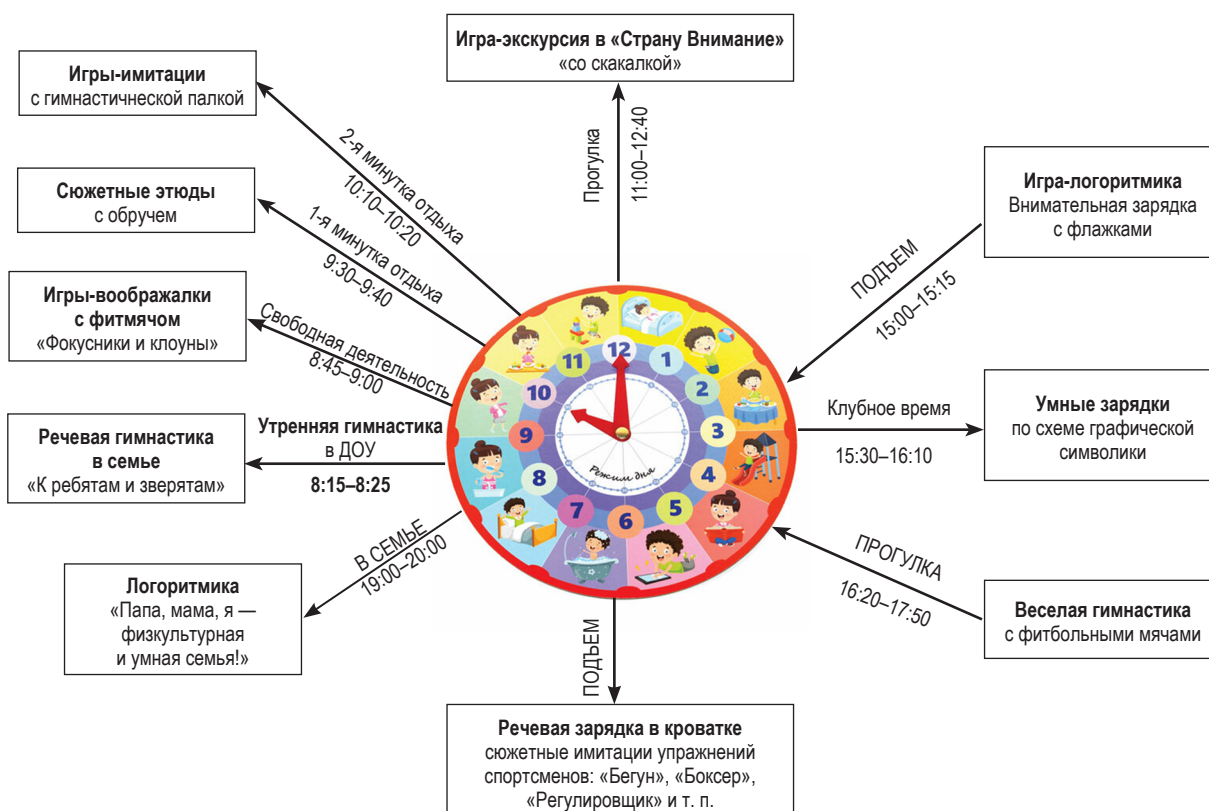 Игра-экскурсия в «Страну Внимание»
«со скакалкой»
Прогулка
11:00–12:40
Игры-имитации
с гимнастичнеской палкой
2-я минутка отдыха
10:10–10:20
Сюжетные этюды
с обручем
1-я минутка отдыха
9:30–9:40
Игры-воображалки
с фитмячом
«Фокусники и клоуны»
Свободная деятельность
8:45–9:00
Речевая гимнастика
в семье
«К ребятам и зверятам»
Утренняя гимнастика
в ДОУ
8:15–8:25
Логоритмика
«Папа, мама, я —
физкультурная
и умная семья!»
В СЕМЬЕ
19:00–20:00
12
1
2
3
4
5
6
7
8
9
10
11
Режим дня
Игра-логоритмика
Внимательная зарядка
с флажками
ПОДЪЕМ
15:00–15:15
Клубное время
15:30–16:10
Умные зарядки
по схеме графической
символики
ПРОГУЛКА
16:20–17:50
Веселая гимнастика
с фитбольными мячами
ПОДЪЕМ
Речевая зарядка в кроватке
сюжетные имитации упражнений
спортсменов: «Бегун», «Боксер»,
«Регулировщик» и т. п.